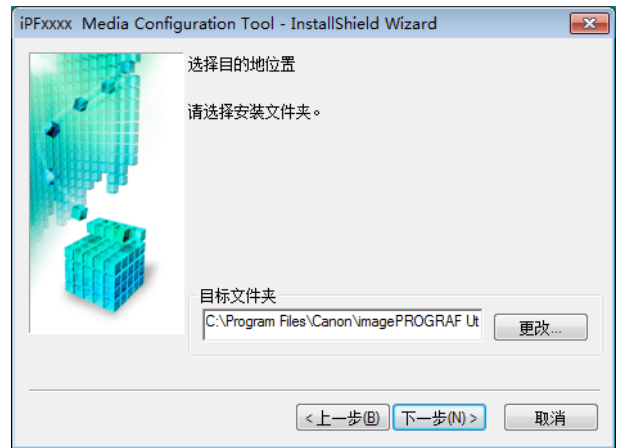 iPFxxxx Media Configuration Tool - InstallShield Wizard
选择目的地位置
请选择安装文件夹。
目标文件夹
C:\Program Files\Canon\imagePROGRAF Ut
更改...
<上一步(B)
下一步(N)>
取消